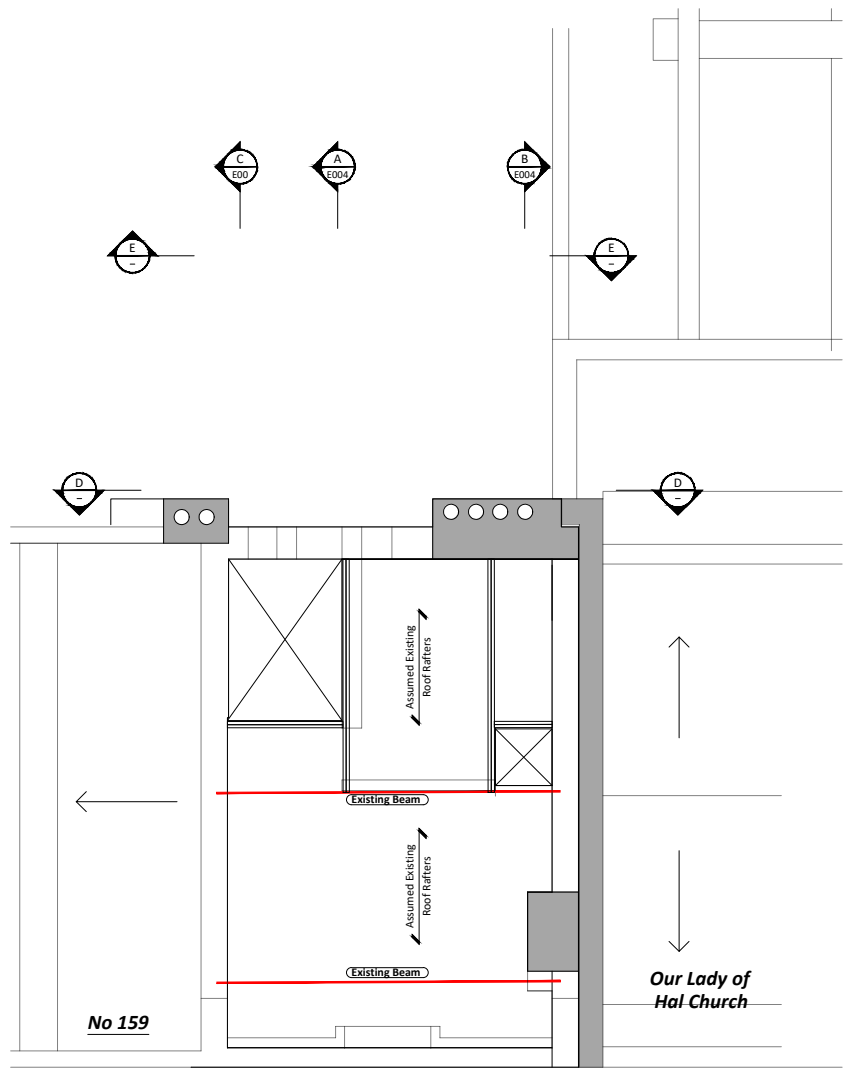 C
E00
A
E004
B
E004
E
–
E
–
D
–
D
–
Assumed Existing
Roof Rafters
Existing Beam
Assumed Existing
Roof Rafters
Existing Beam
Our Lady of
Hal Church
No 159